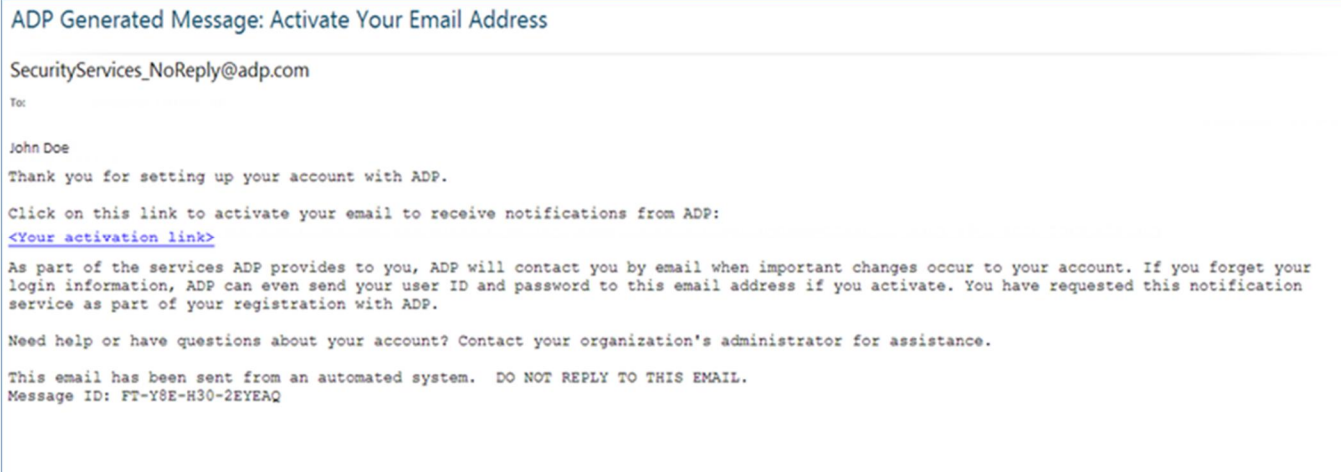 ADP Generated Message: Activate Your Email Address
SecurityServices_NoReply@adp.com
To:
John Doe
Thank you for setting up your account with ADP.
Click on this link to activate your email to receive notifications from ADP:
<Your activation link>
As part of the services ADP provides to you, ADP will contact you by email when important changes occur to your account. If you forget your
login information, ADP can even send your user ID and password to this email address if you activate. You have requested this notification
service as part of your registration with ADP.
Need help or have questions about your account? Contact your organization's administrator for assistance.
This email has been sent from an automated system.  DO NOT REPLY TO THIS EMAIL.
Message ID: FT-Y8E-H30-2EYEAQ